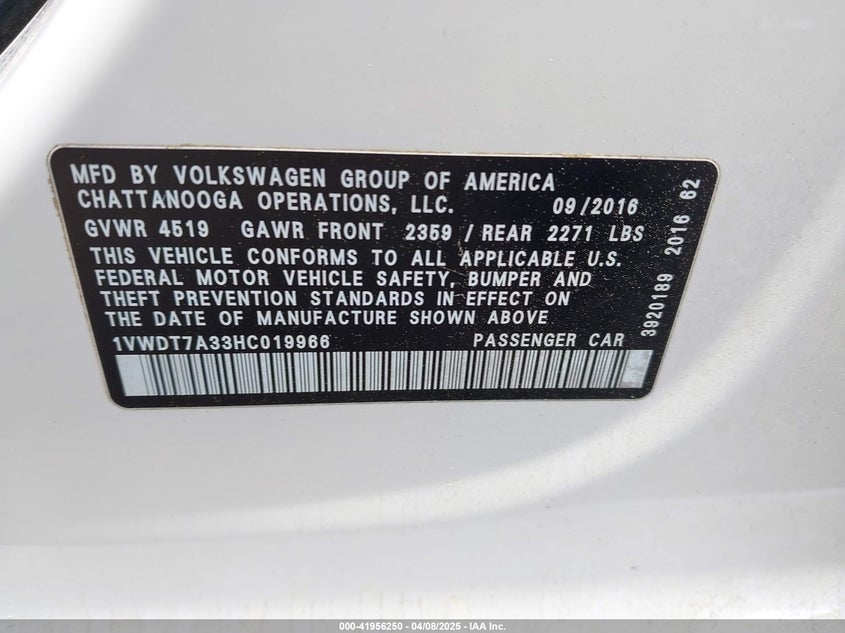 MFD BY VOLKSWAGEN GROUP OF AMERICA
CHATTANOOGA OPERATIONS, LLC. 09/2016
GVWR 4519 GAWR FRONT 2359 / REAR 2271 LBS
THIS VEHICLE CONFORMS TO ALL APPLICABLE U.S.
FEDERAL MOTOR VEHICLE SAFETY, BUMPER AND
THEFT PREVENTION STANDARDS IN EFFECT ON
THE DATE OF MANUFACTURE SHOWN ABOVE
1VWDT7A33HC019966 PASSENGER CAR
3920189 2016 62
000-41956250 - 04/08/2025 - IAA Inc.